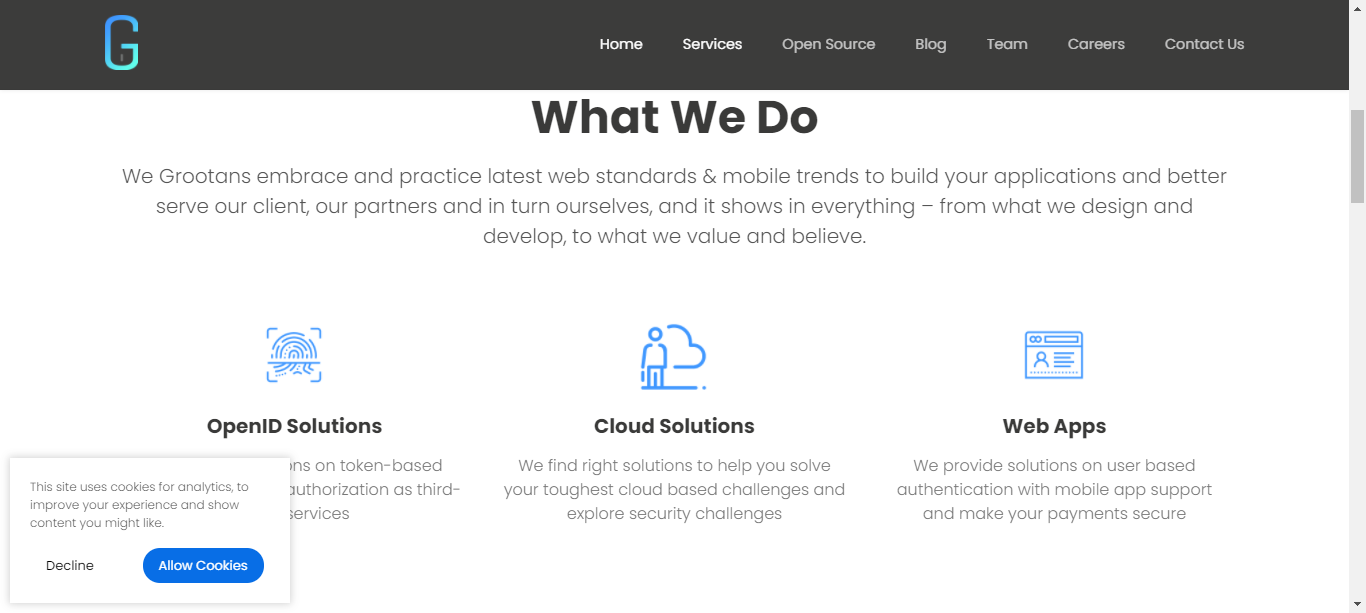 G
Home Services Open Source Blog Team Careers Contact Us
What We Do
We Grootans embrace and practice latest web standards & mobile trends to build your applications and better
serve our client, our partners and in turn ourselves, and it shows in everything – from what we design and
develop, to what we value and believe.
OpenID Solutions
on token-based
authorization as third-
services
Cloud Solutions
We find right solutions to help you solve
your toughest cloud based challenges and
explore security challenges
Web Apps
We provide solutions on user based
authentication with mobile app support
and make your payments secure
This site uses cookies for analytics, to
improve your experience and show
content you might like.
Decline Allow Cookies